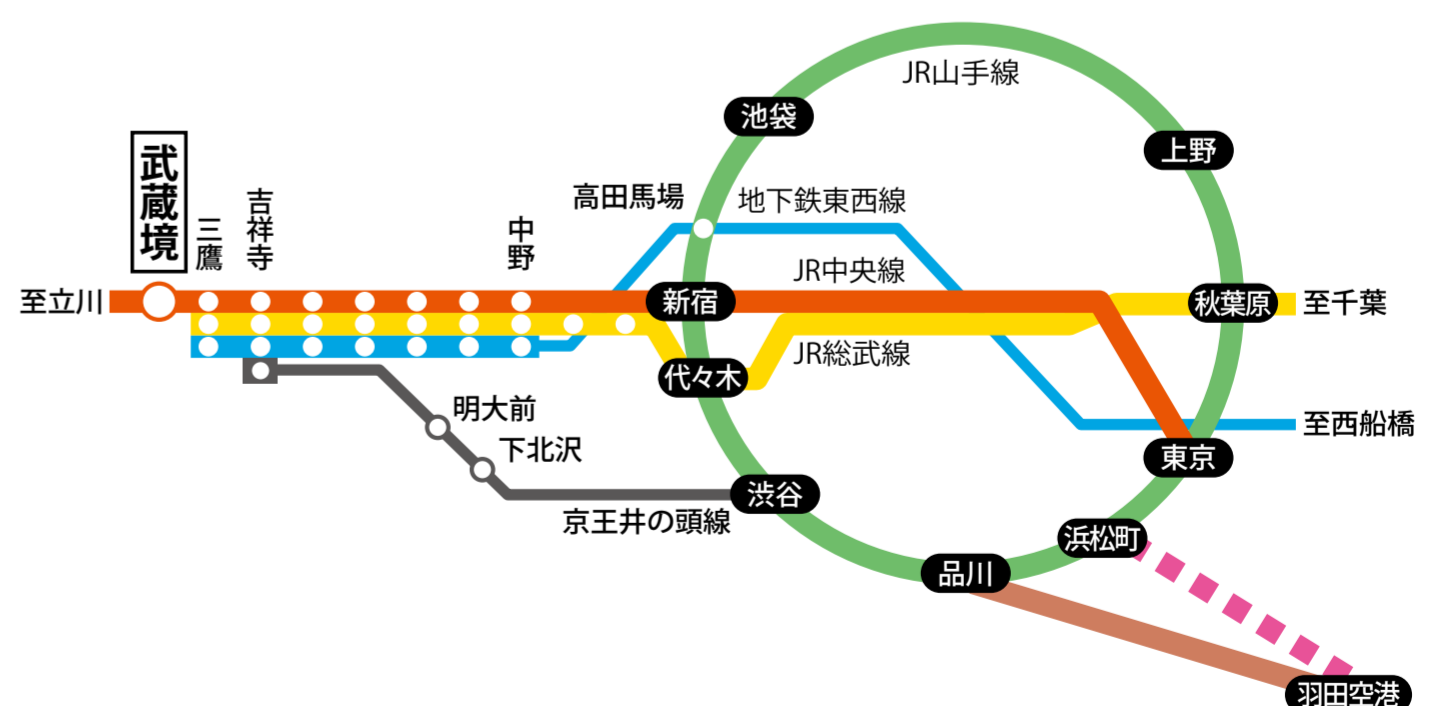 JR山手線
池袋
上野
武蔵境
吉祥寺
三鷹
中野
高田馬場
地下鉄東西線
JR中央線
至立川
新宿
秋葉原
至千葉
JR総武線
代々木
明大前
下北沢
至西船橋
東京
渋谷
京王井の頭線
浜松町
品川
羽田空港